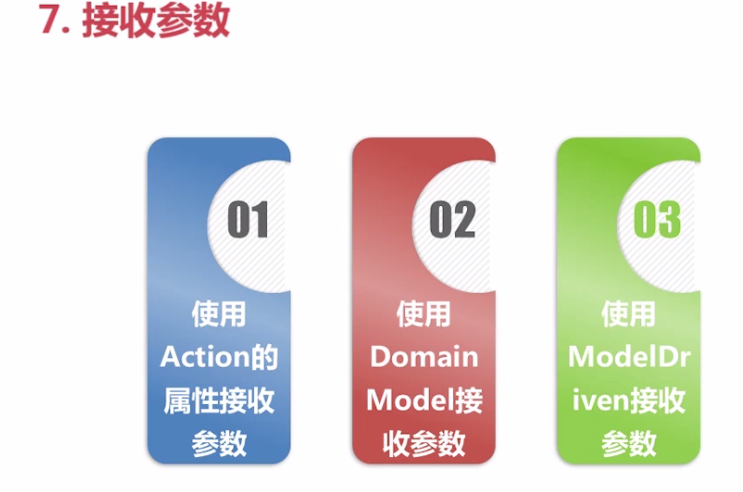 7. 接收参数
01
使用
Action的
属性接收
参数
02
使用
Domain
Model接
收参数
03
使用
ModelDr
iven接收
参数